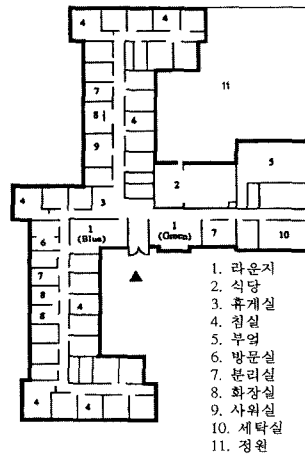 4 4
7
8 4
9
11
5
2
4 3
1
(Blue)
1
(Green)
7 10
6
7
8
8 4
4 4
1. 라운지
2. 식당
3. 휴게실
4. 침실
5. 부엌
6. 방문실
7. 분리실
8. 화장실
9. 샤워실
10. 세탁실
11. 정원